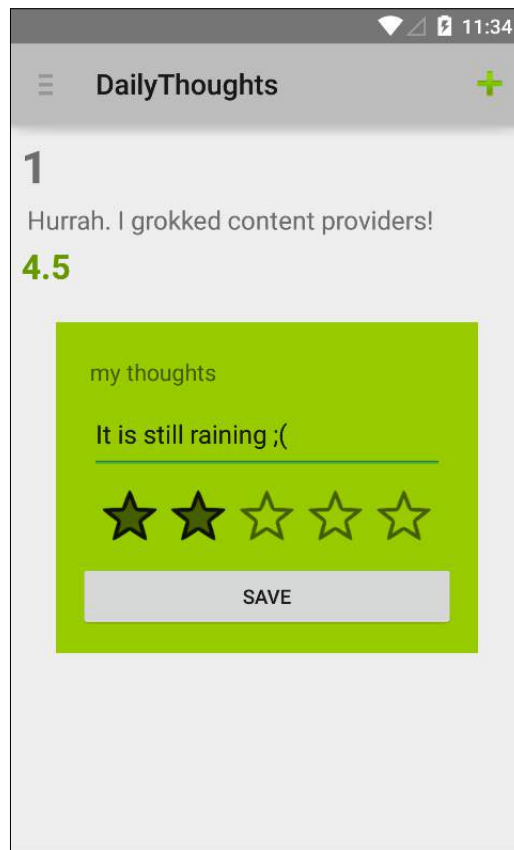 11:34
DailyThoughts
1
Hurrah. I grokked content providers!
4.5
my thoughts
It is still raining ;(
SAVE